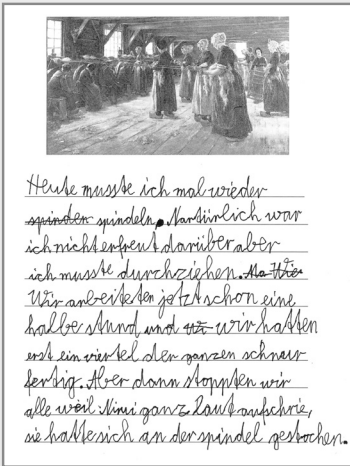 Heute musste ich mal wieder
spinden spindeln. Nartürlich war
ich nicht erfreut darüber aber
ich musste durchziehen.
Wir arbeiteten jetzt schon eine
halbe stund und wir hatten
erst ein viertel der ganzen schnur
fertig. Aber dann stoppten wir
alle weil Nini ganz laut aufschrie,
sie hatte sich an der spindel gestochen.